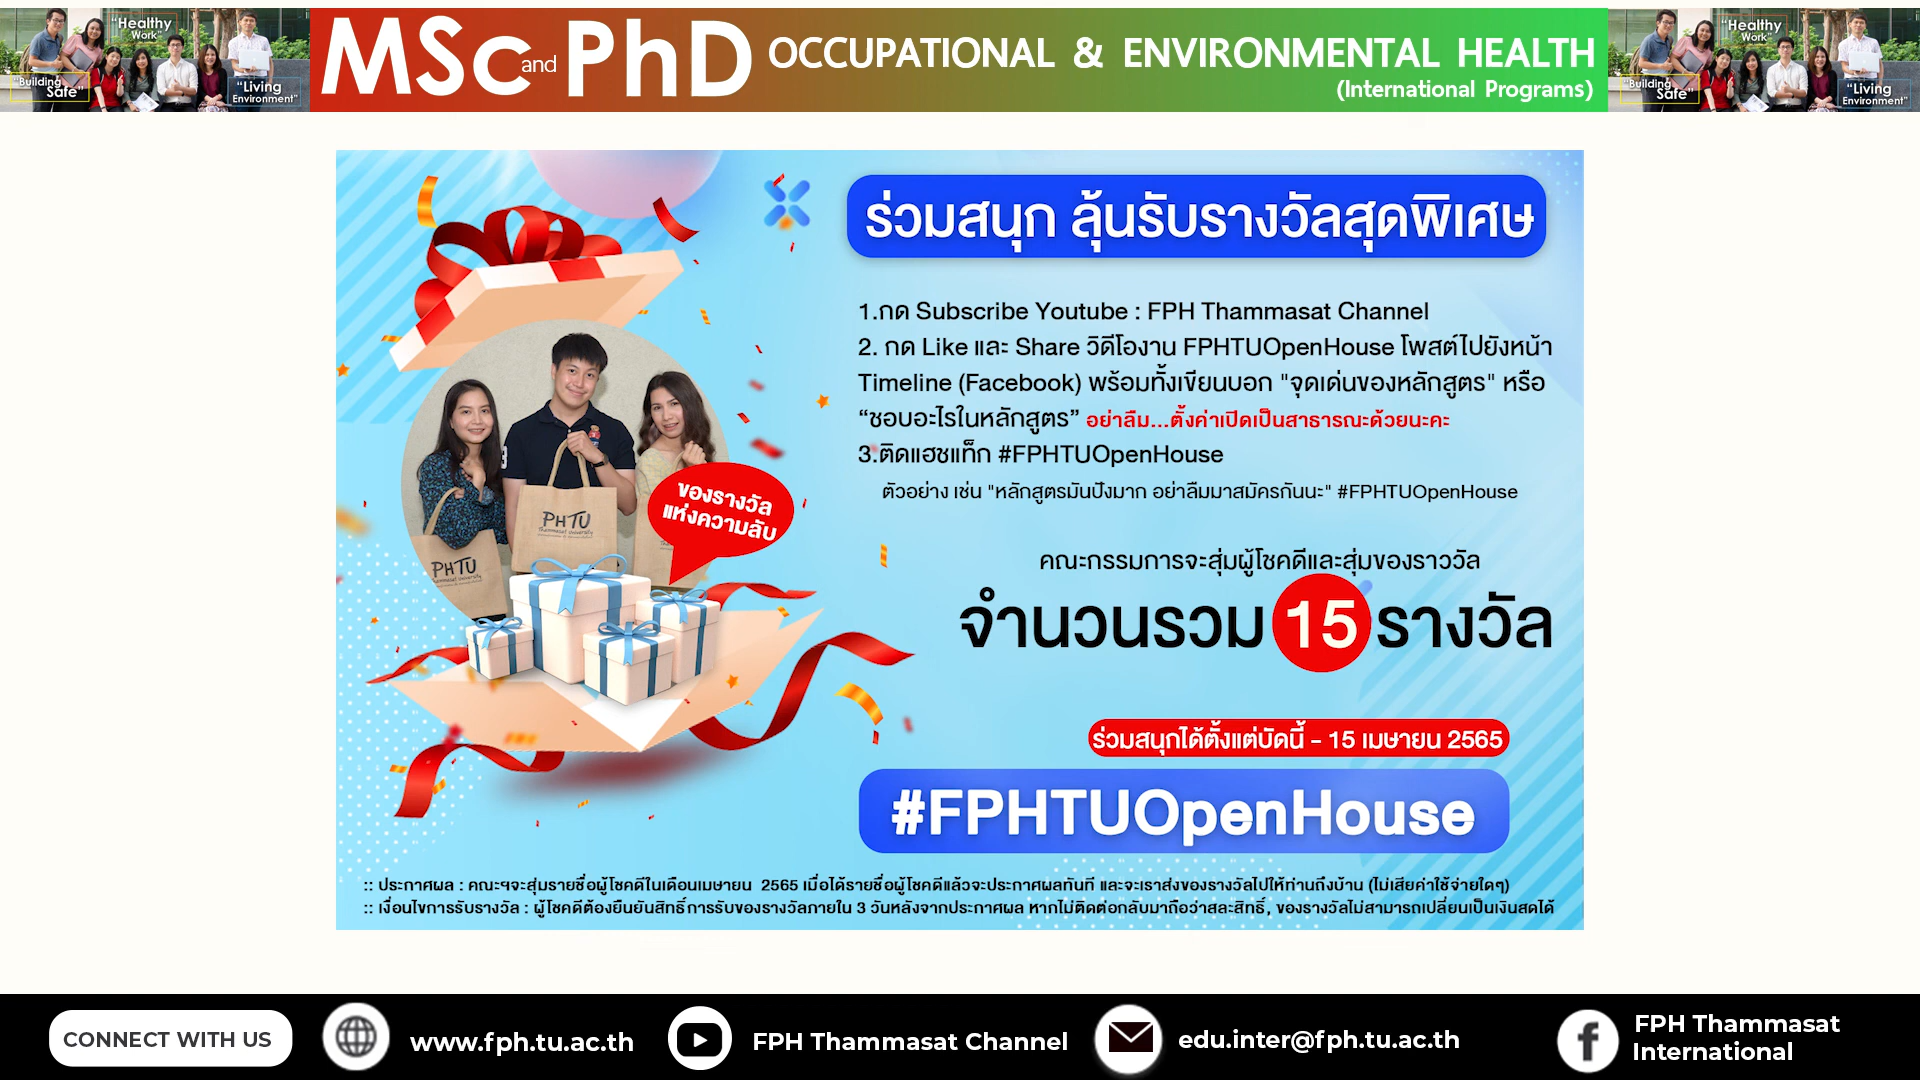 "Healthy
Work"
"Building
Safe"
"Living
Environment"
MSc and PhD OCCUPATIONAL & ENVIRONMENTAL HEALTH
(International Programs)
"Healthy
Work"
"Building
Safe"
"Living
Environment"
ร่วมสนุก ลุ้นรับรางวัลสุดพิเศษ
1.กด Subscribe Youtube : FPH Thammasat Channel
2. กด Like และ Share วิดีโองาน FPHTUOpenHouse โพสต์ไปยังหน้า
Timeline (Facebook) พร้อมทั้งเขียนบอก "จุดเด่นของหลักสูตร" หรือ
“ชอบอะไรในหลักสูตร” อย่าลืม...ตั้งค่าเปิดเป็นสาธารณะด้วยนะคะ
3.ติดแฮชแท็ก #FPHTUOpenHouse
ตัวอย่าง เช่น "หลักสูตรมันปังมาก อย่าลืมมาสมัครกันนะ" #FPHTUOpenHouse
ของรางวัล
แห่งความลับ
PHTU
Thammasat University
PHTU
Thammasat University
คณะกรรมการจะสุ่มผู้โชคดีและสุ่มของราววัล
จำนวนรวม 15 รางวัล
ร่วมสนุกได้ตั้งแต่บัดนี้ - 15 เมษายน 2565
#FPHTUOpenHouse
:: ประกาศผล : คณะฯจะสุ่มรายชื่อผู้โชคดีในเดือนเมษายน 2565 เมื่อได้รายชื่อผู้โชคดีแล้วจะประกาศผลทันที และจะเราส่งของรางวัลไปให้ท่านถึงบ้าน (ไม่เสียค่าใช้จ่ายใดๆ)
:: เงื่อนไขการรับรางวัล : ผู้โชคดีต้องยืนยันสิทธิ์การรับของรางวัลภายใน 3 วันหลังจากประกาศผล หากไม่ติดต่อกลับมาถือว่าสละสิทธิ์, ของรางวัลไม่สามารถเปลี่ยนเป็นเงินสดได้
CONNECT WITH US
www.fph.tu.ac.th
FPH Thammasat Channel
edu.inter@fph.tu.ac.th
FPH Thammasat
International